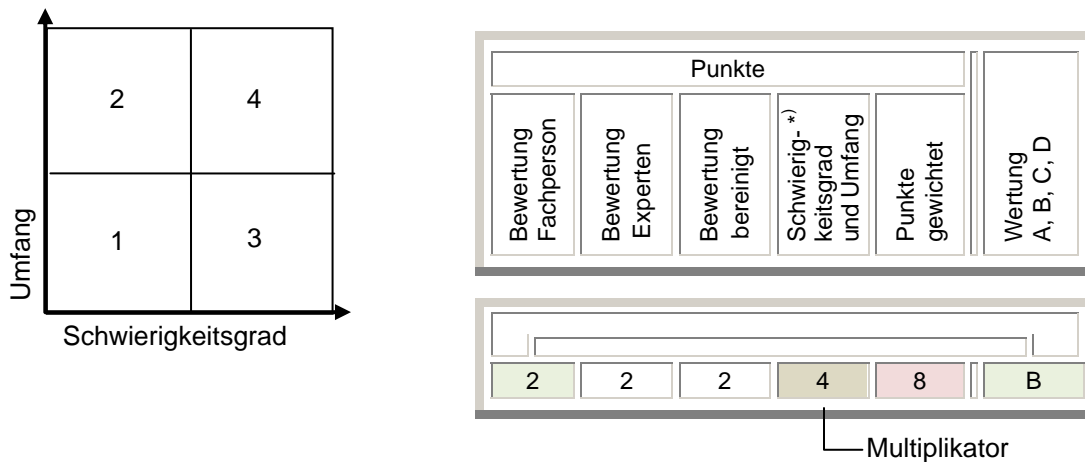 2 4
1 3
Umfang
Schwierigkeitsgrad
Punkte
Bewertung
Fachperson
Bewertung
Experten
Bewertung
bereinigt
Schwierig- *)
keitsgrad
und Umfang
Punkte
gewichtet
Wertung
A, B, C, D
2 2 2 4 8 B
Multiplikator